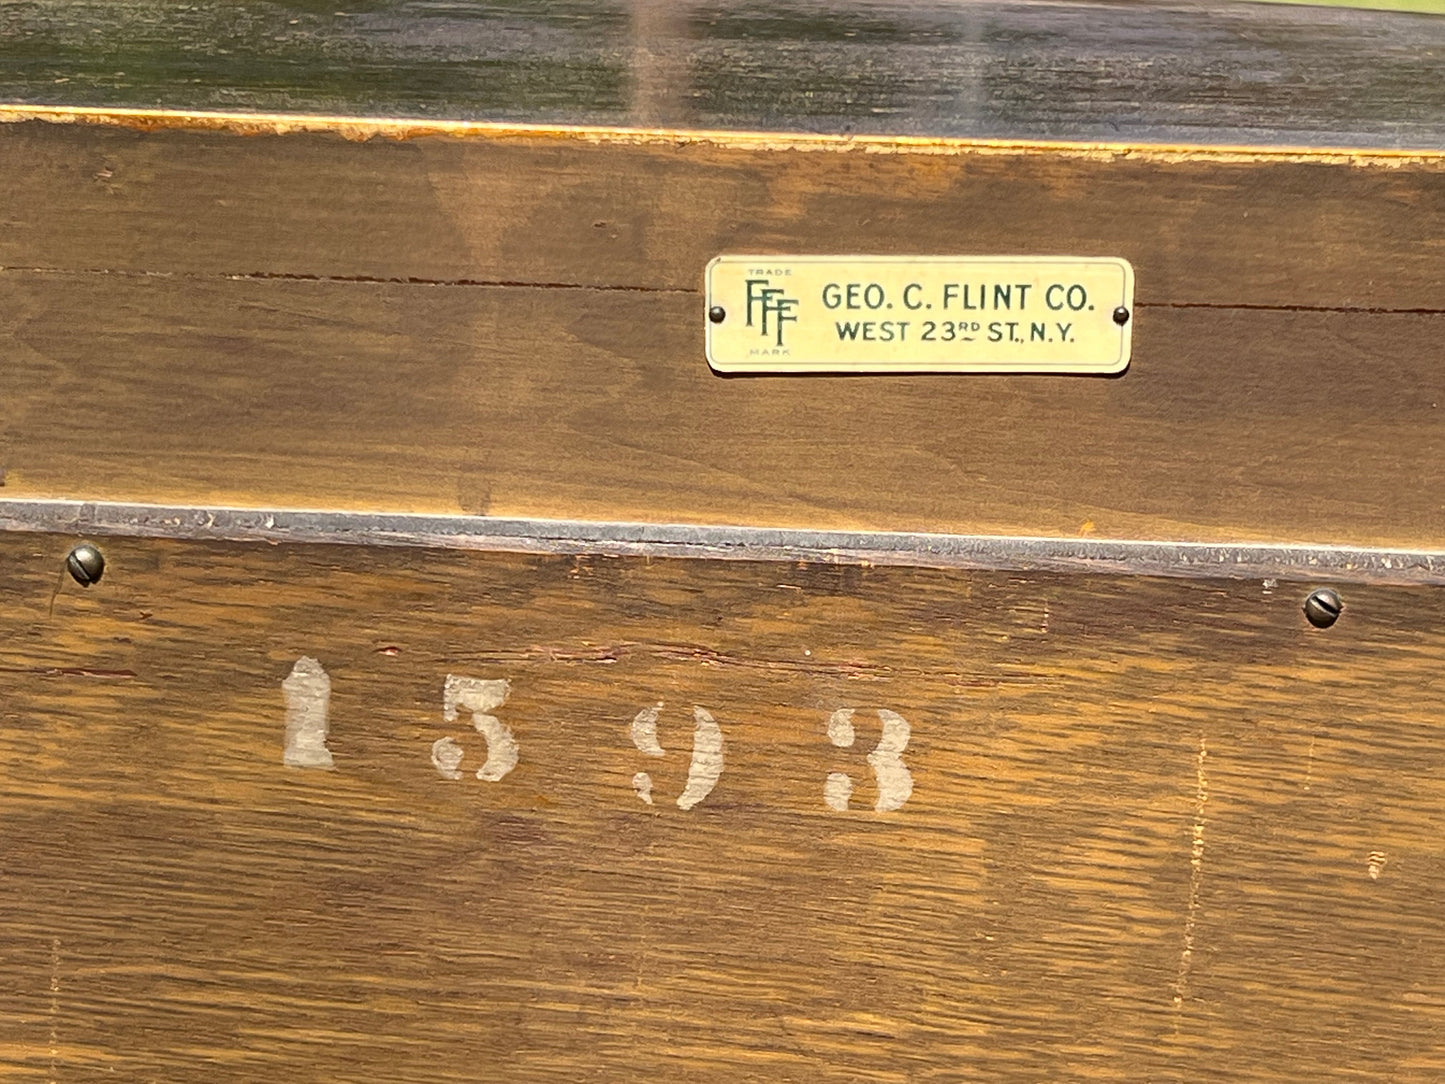 TRADE
FFF
MARK
GEO. C. FLINT CO.
WEST 23RD ST., N.Y.
1593